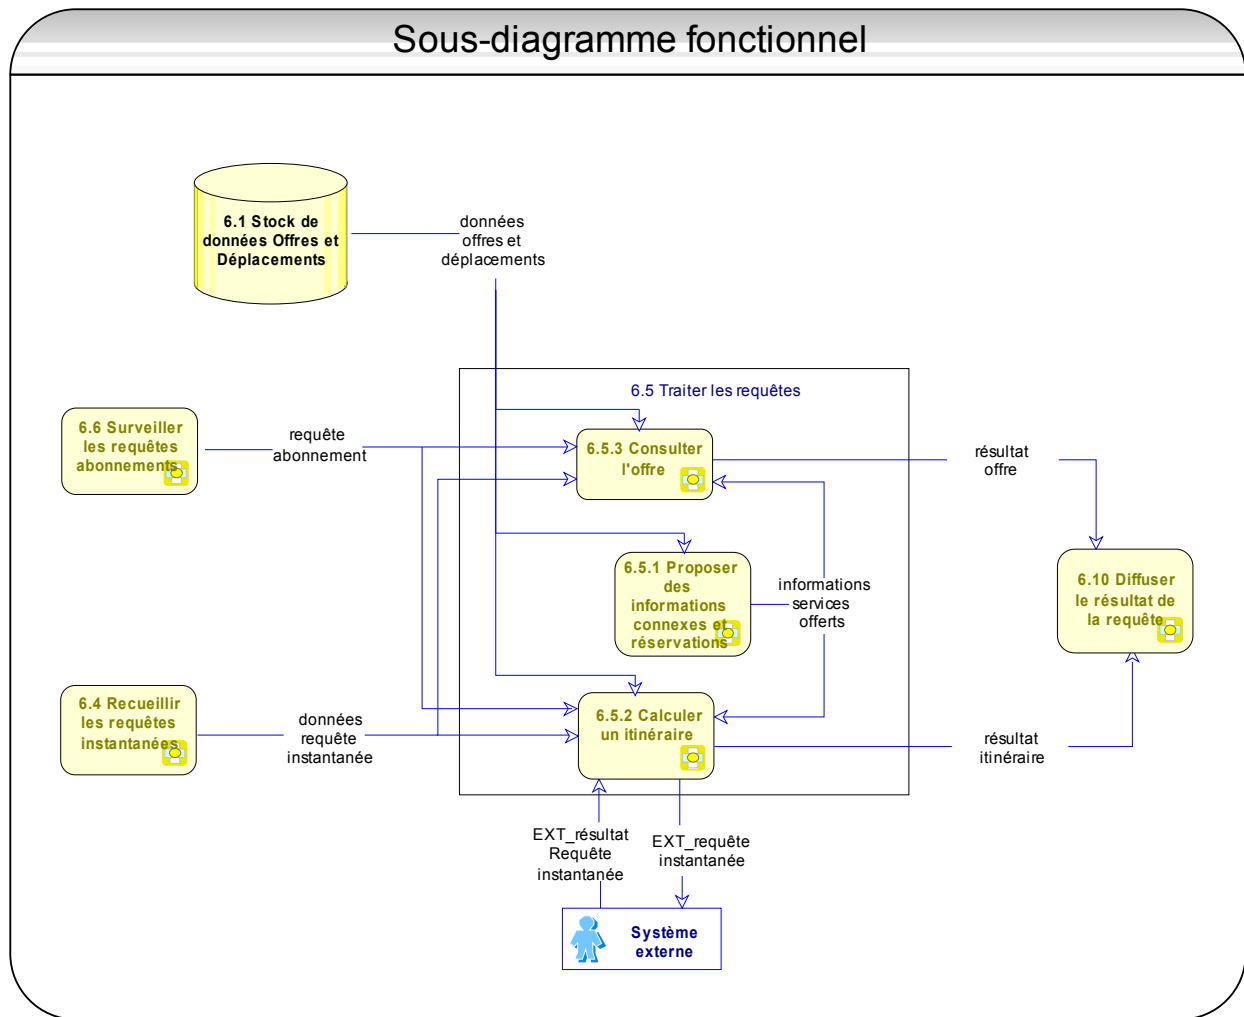 Sous-diagramme fonctionnel
6.1 Stock de
données Offres et
Déplacements
données
offres et
déplacements
6.5 Traiter les requêtes
6.6 Surveiller
les requêtes
abonnements
requête
abonnement
6.5.3 Consulter
l'offre
résultat
offre
6.5.1 Proposer
des
informations
connexes et
réservations
informations
services
offerts
6.10 Diffuser
le résultat de
la requête
6.4 Recueillir
les requêtes
instantanées
données
requête
instantanée
6.5.2 Calculer
un itinéraire
résultat
itinéraire
EXT_résultat
Requête
instantanée
EXT_requête
instantanée
Système
externe